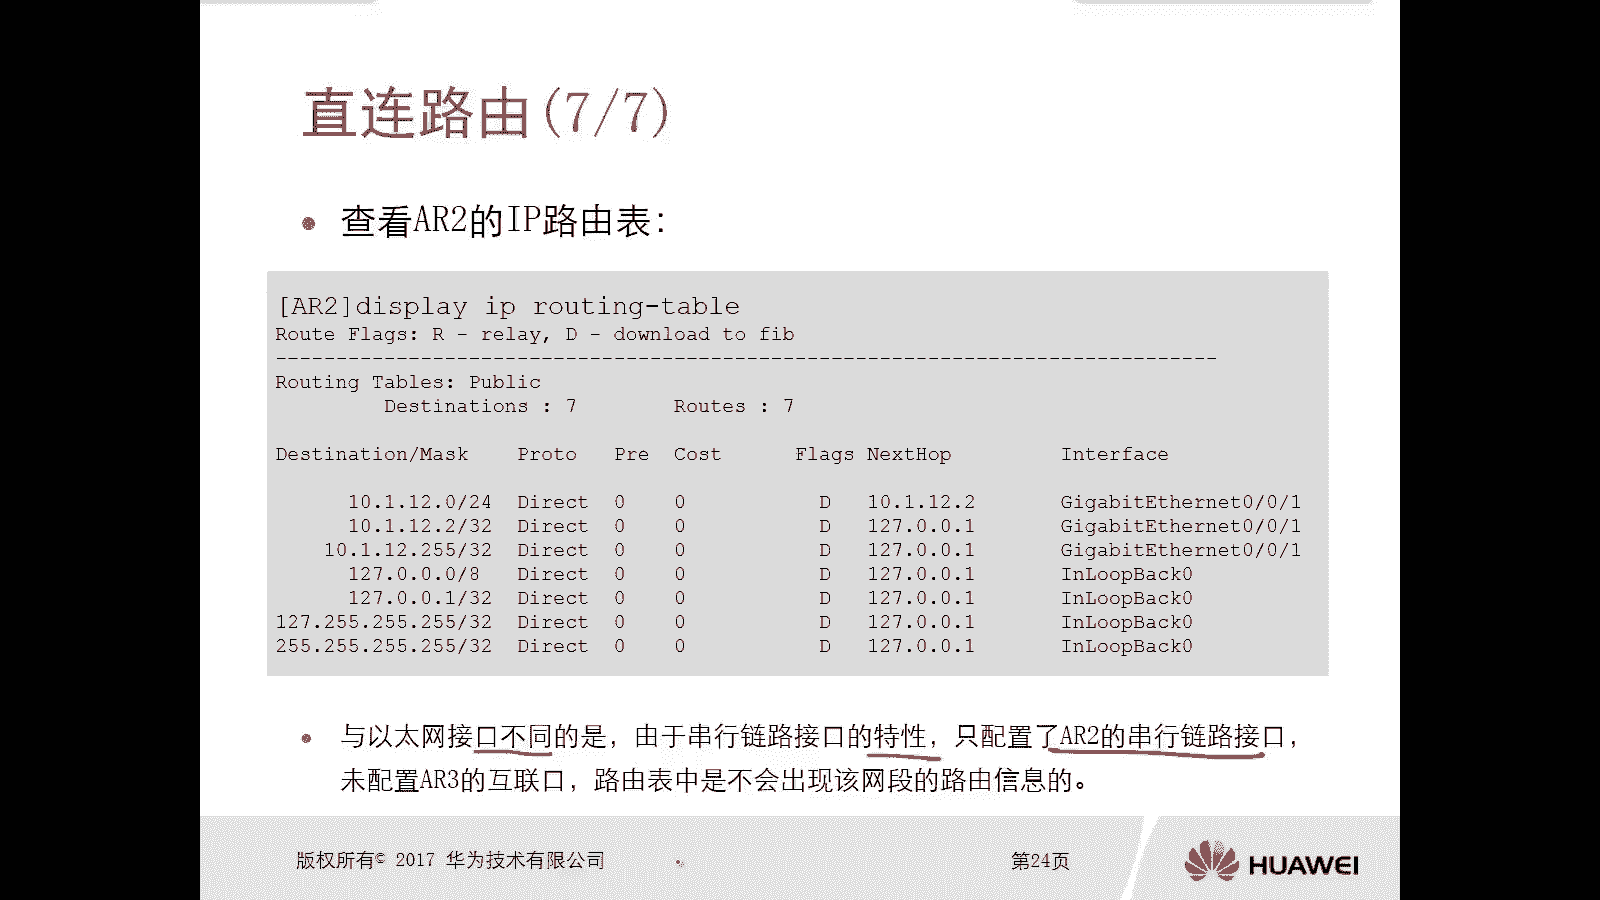 直连路由(7/7)
查看AR2的IP路由表：
[AR2]display ip routing-table
Route Flags: R - relay, D - download to fib
------------------------------------------------------------------------------
Routing Tables: Public
Destinations : 7 Routes : 7
Destination/Mask Proto Pre Cost Flags NextHop Interface
10.1.12.0/24 Direct 0 0 D 10.1.12.2 GigabitEthernet0/0/1
10.1.12.2/32 Direct 0 0 D 127.0.0.1 GigabitEthernet0/0/1
10.1.12.255/32 Direct 0 0 D 127.0.0.1 GigabitEthernet0/0/1
127.0.0.0/8 Direct 0 0 D 127.0.0.1 InLoopBack0
127.0.0.1/32 Direct 0 0 D 127.0.0.1 InLoopBack0
127.255.255.255/32 Direct 0 0 D 127.0.0.1 InLoopBack0
255.255.255.255/32 Direct 0 0 D 127.0.0.1 InLoopBack0
与以太网接口不同的是，由于串行链路接口的特性，只配置了AR2的串行链路接口，
未配置AR3的互联口，路由表中是不会出现该网段的路由信息的。
版权所有© 2017 华为技术有限公司
第24页
HUAWEI